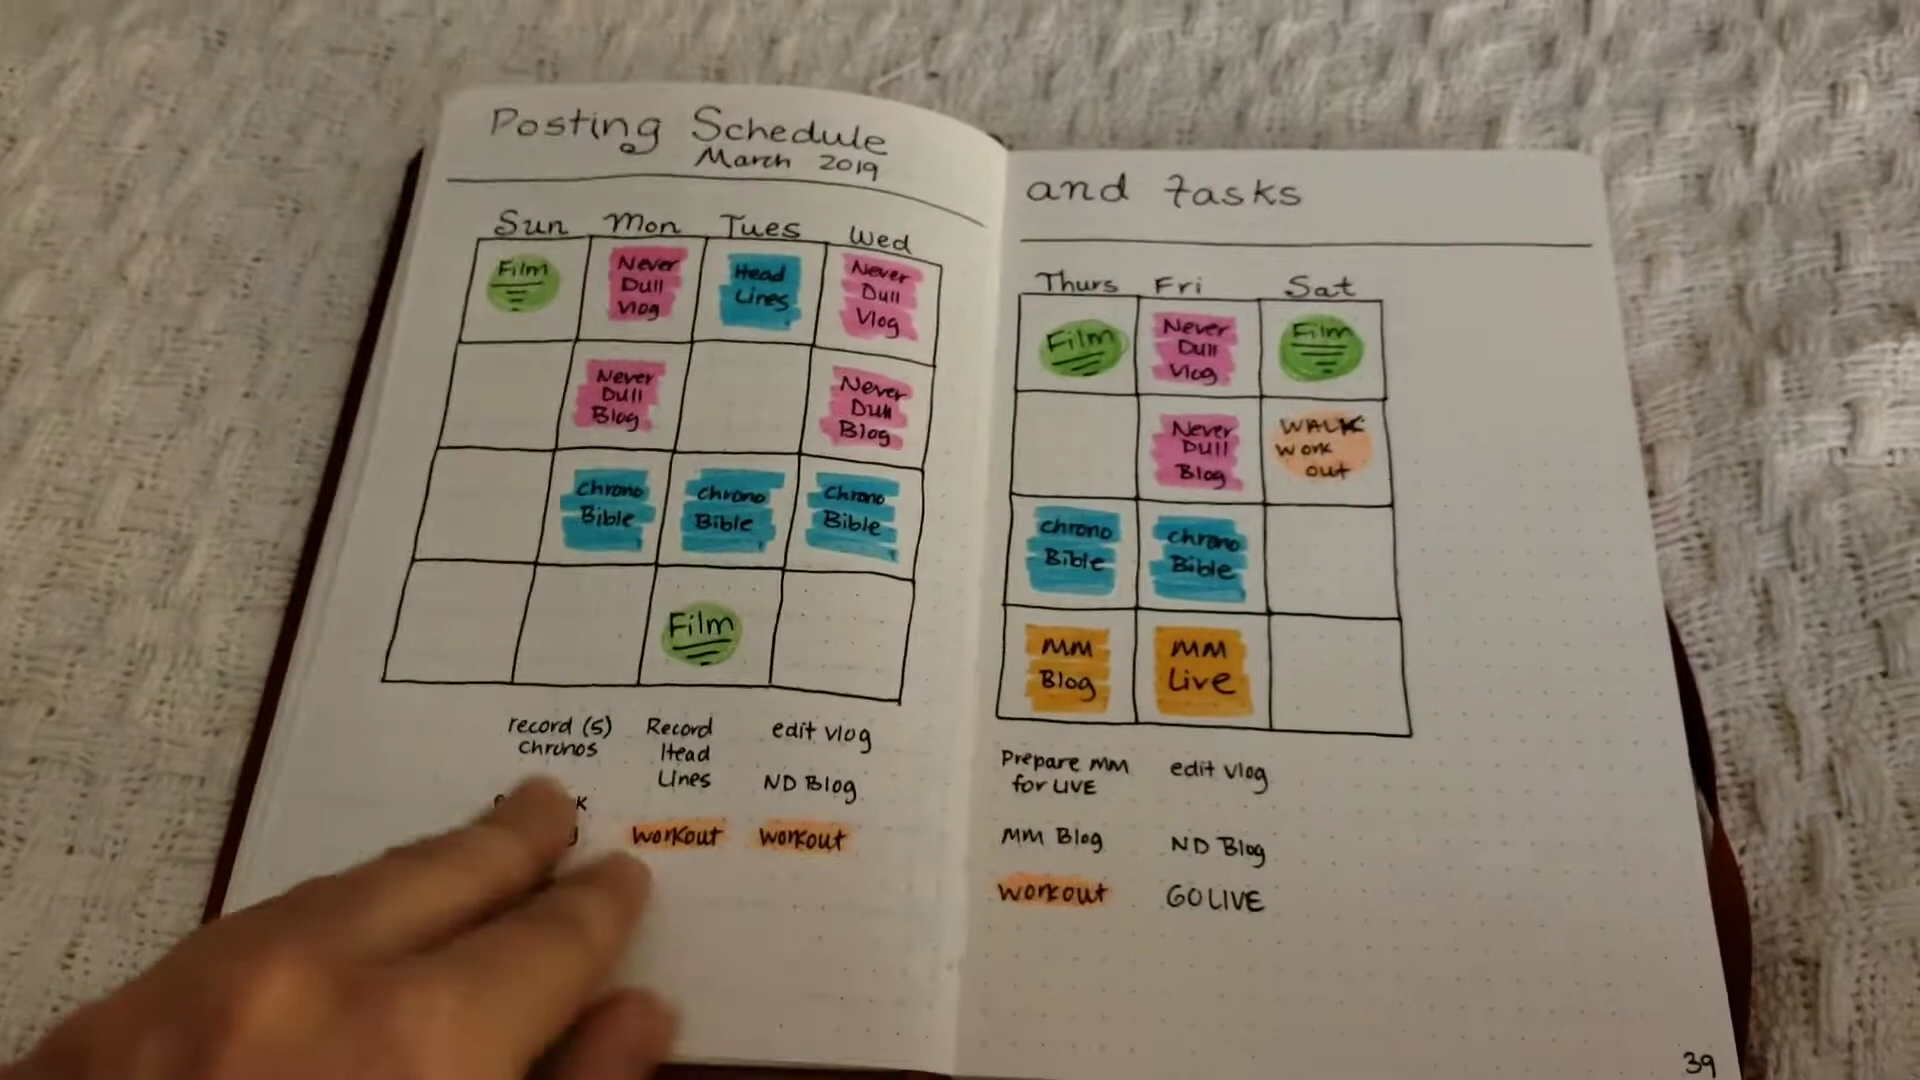 Posting Schedule
March 2019
Sun Mon Tues Wed
Film
Never
Dull
Vlog
Head
Lines
Never
Dull
Vlog
Never
Dull
Blog
Never
Dull
Blog
Chrono
Bible
Chrono
Bible
Chrono
Bible
Film
record (5)
Chronos
Record
Head
Lines
edit vlog
ND Blog
workout
workout
and tasks
Thurs Fri Sat
Film
Never
Dull
Vlog
Film
Never
Dull
Blog
WALK
work
out
chrono
Bible
chrono
Bible
MM
Blog
MM
Live
Prepare MM
for LIVE
edit vlog
MM Blog
ND Blog
workout
GO LIVE
39